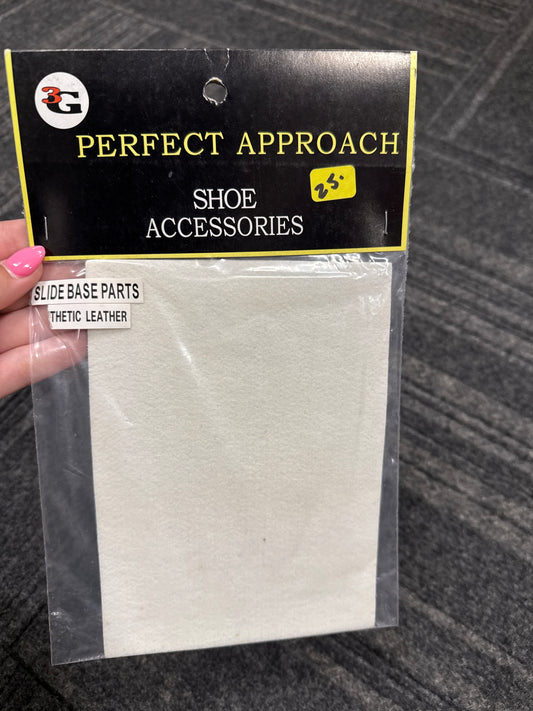 3G
PERFECT APPROACH
25.
SHOE
ACCESSORIES
SLIDE BASE PARTS
THETIC LEATHER